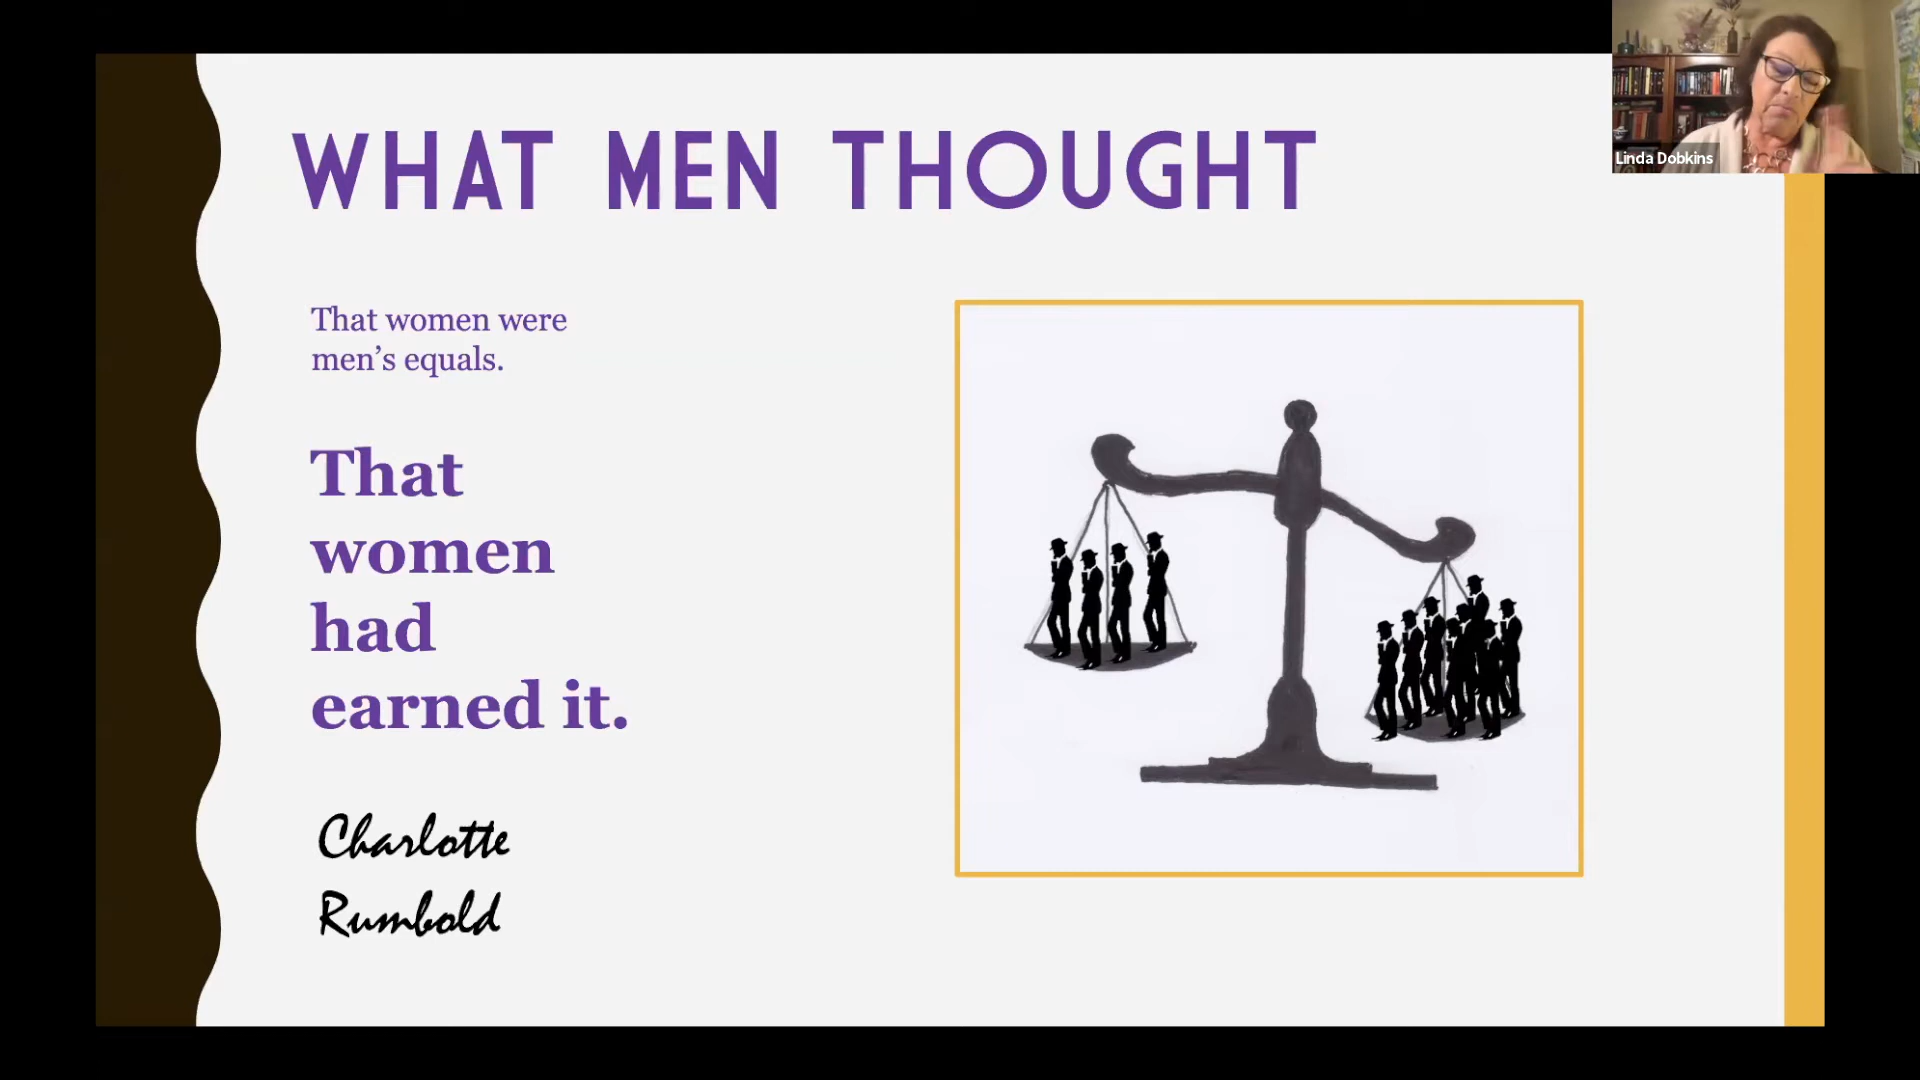 WHAT MEN THOUGHT
That women were
men’s equals.
That
women
had
earned it.
Charlotte
Rumbold
Linda Dobkins